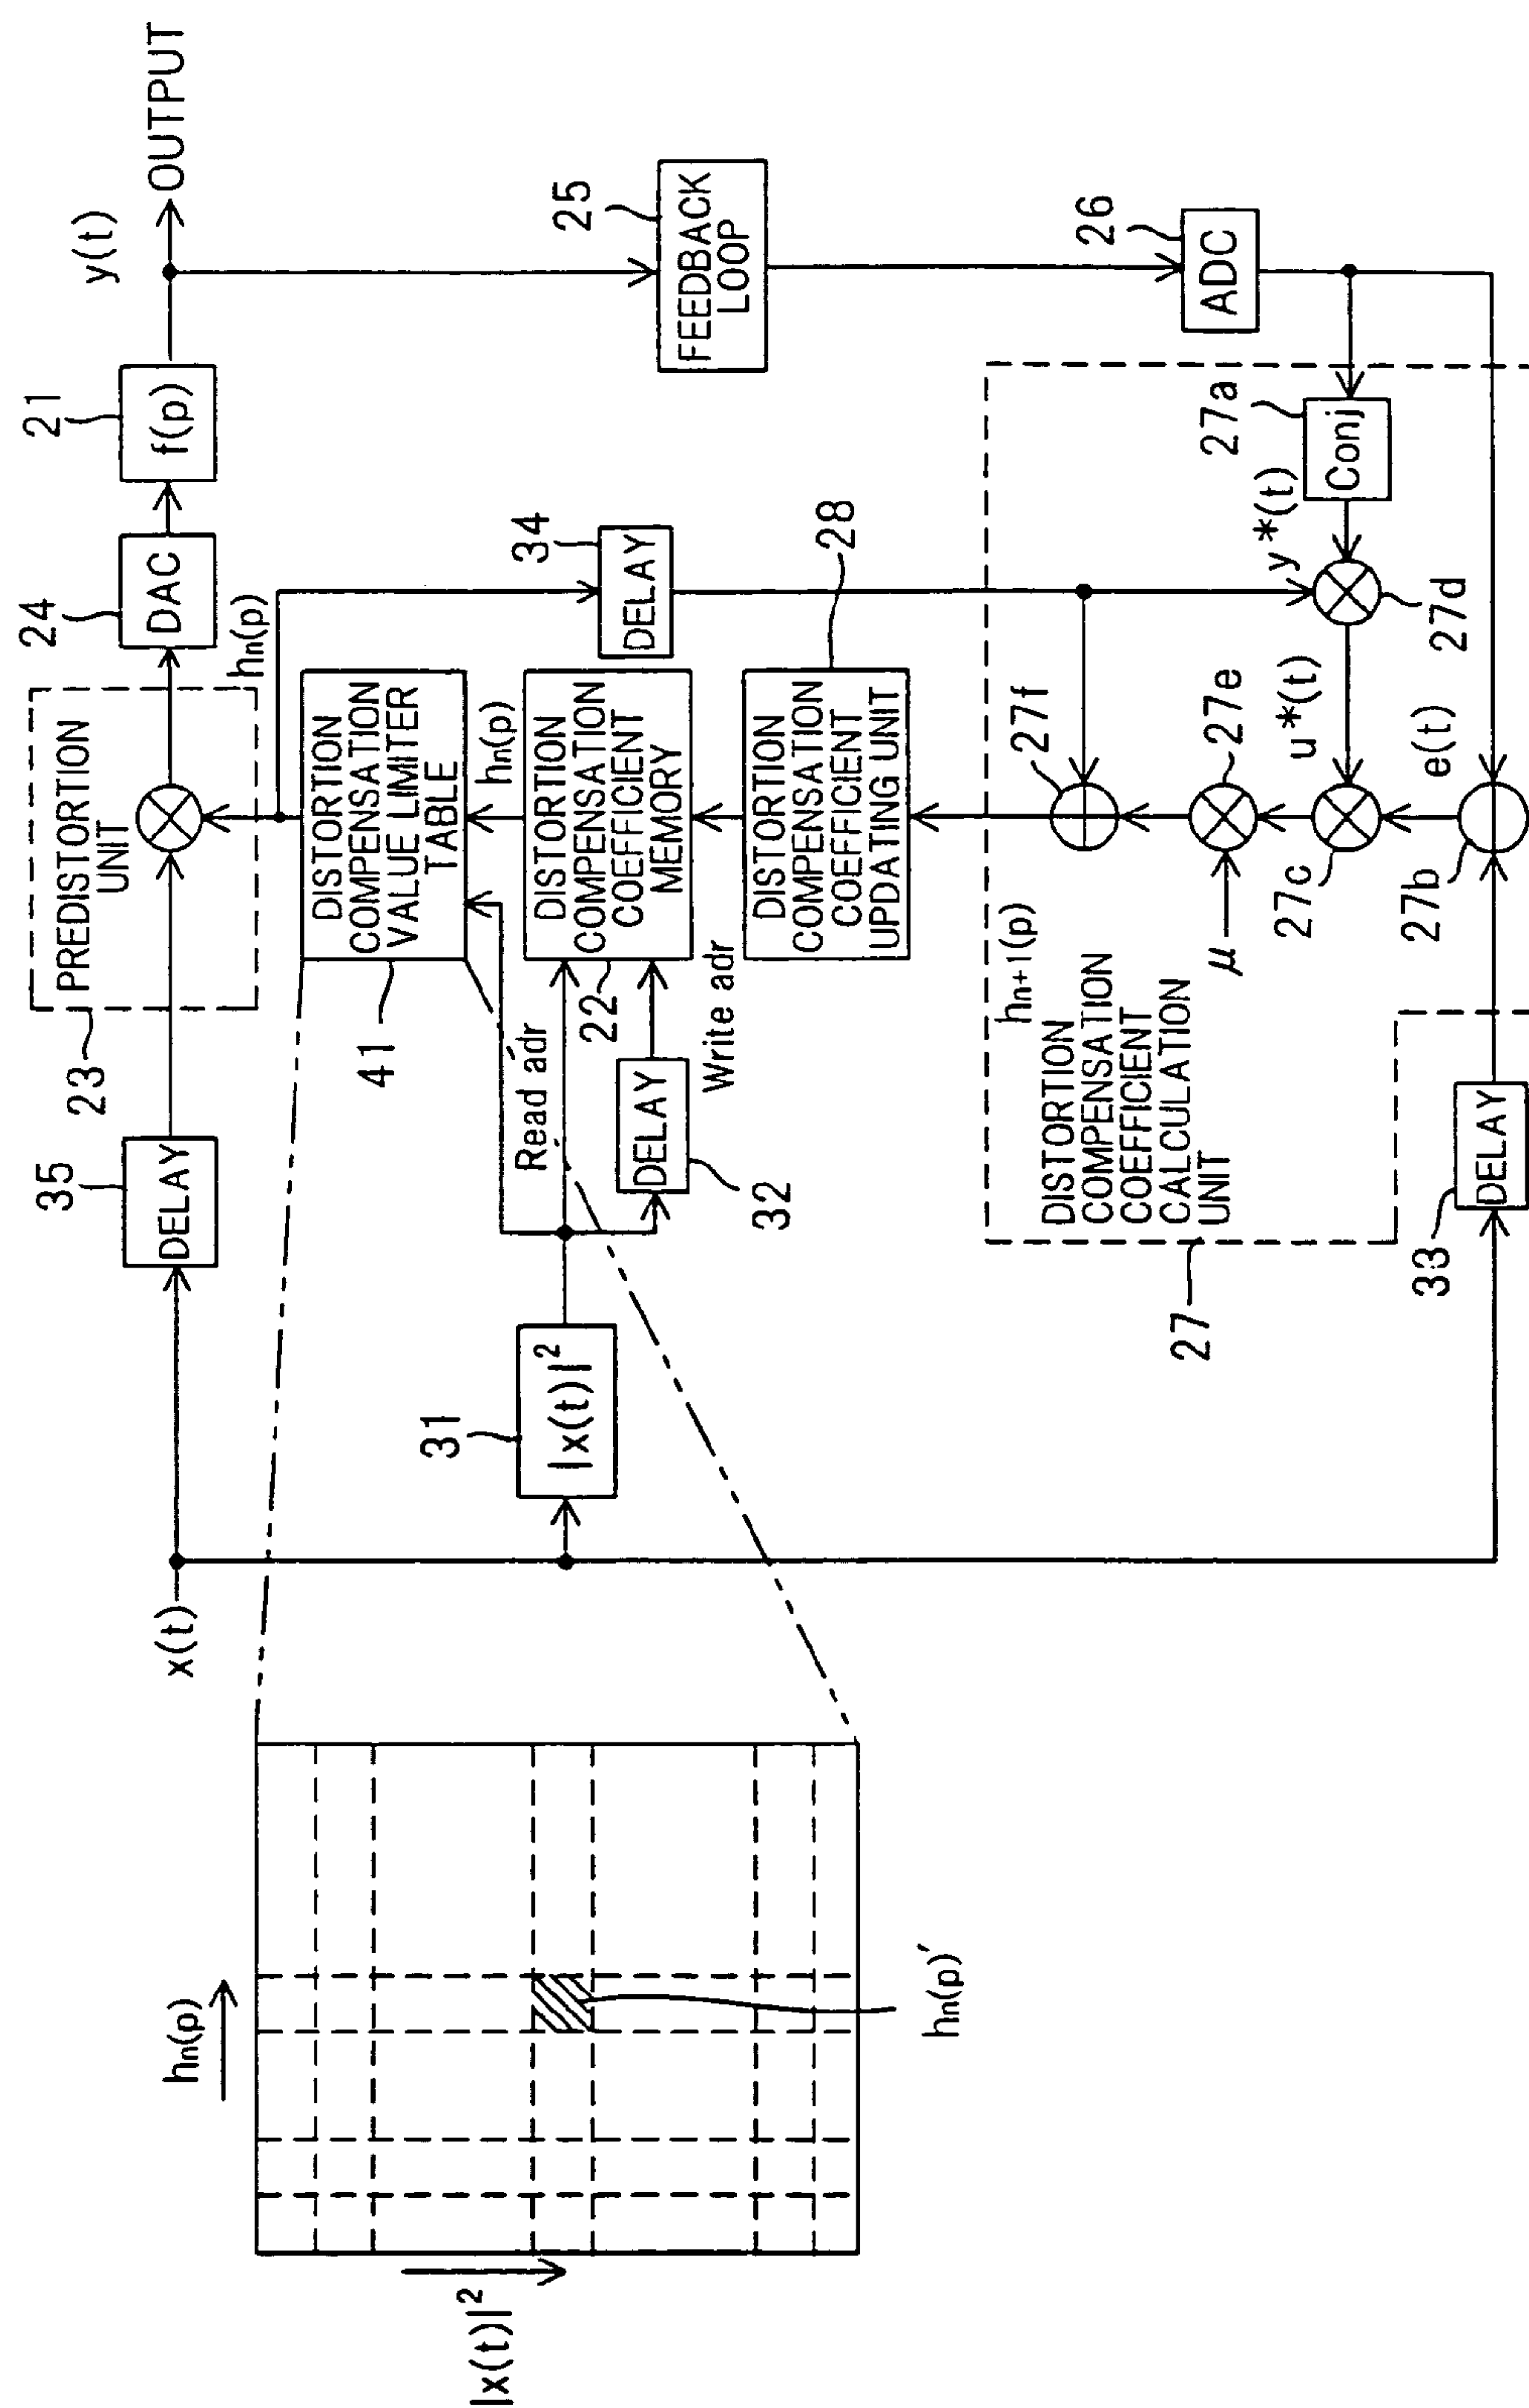 x(t)
35
DELAY
23
PREDISTORTION
UNIT
hn(p)
24
DAC
21
f(p)
y(t)
OUTPUT
hn(p)
|x(t)|²
hn(p)'
31
|x(t)|²
41
DISTORTION
COMPENSATION
VALUE LIMITER
TABLE
Read adr
hn(p)
22
DISTORTION
COMPENSATION
COEFFICIENT
MEMORY
DELAY
32
Write adr
34
DELAY
25
FEEDBACK
LOOP
DISTORTION
COMPENSATION
COEFFICIENT
UPDATING UNIT
28
26
ADC
hn+1(p)
DISTORTION
COMPENSATION
COEFFICIENT
CALCULATION
UNIT
27
27f
μ
27e
27c
u*(t)
y*(t)
27a
Conj
27d
33
DELAY
27b
e(t)